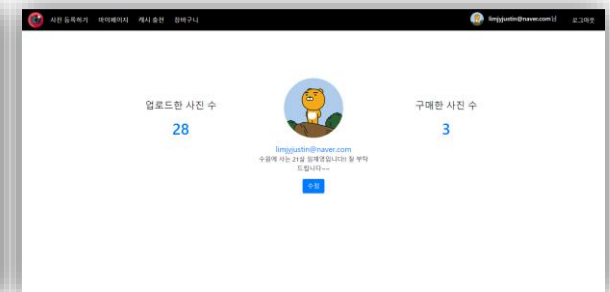 사진 등록하기 마이페이지 캐시 충전 장바구니 limjyjustin@naver.com님 로그아웃
업로드한 사진 수
28
구매한 사진 수
3
limjyjustin@naver.com
에 사는 21살 임재영입니다! 잘 부탁
드립니다~~
수정